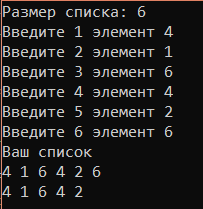 Размер списка: 6
Введите 1 элемент 4
Введите 2 элемент 1
Введите 3 элемент 6
Введите 4 элемент 4
Введите 5 элемент 2
Введите 6 элемент 6
Ваш список
4 1 6 4 2 6
4 1 6 4 2